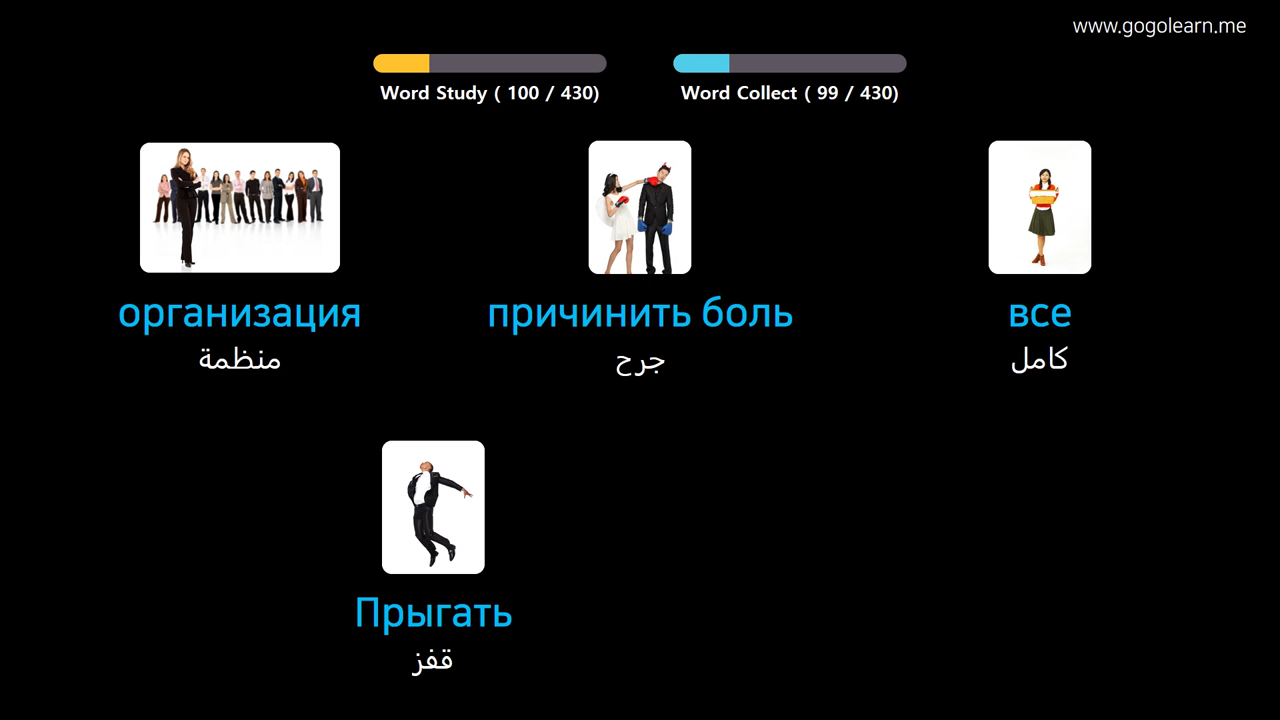 www.gogolearn.me
Word Study ( 100 / 430)
Word Collect ( 99 / 430)
организация
منظمة
причинить боль
جرح
все
كامل
Прыгать
قفز